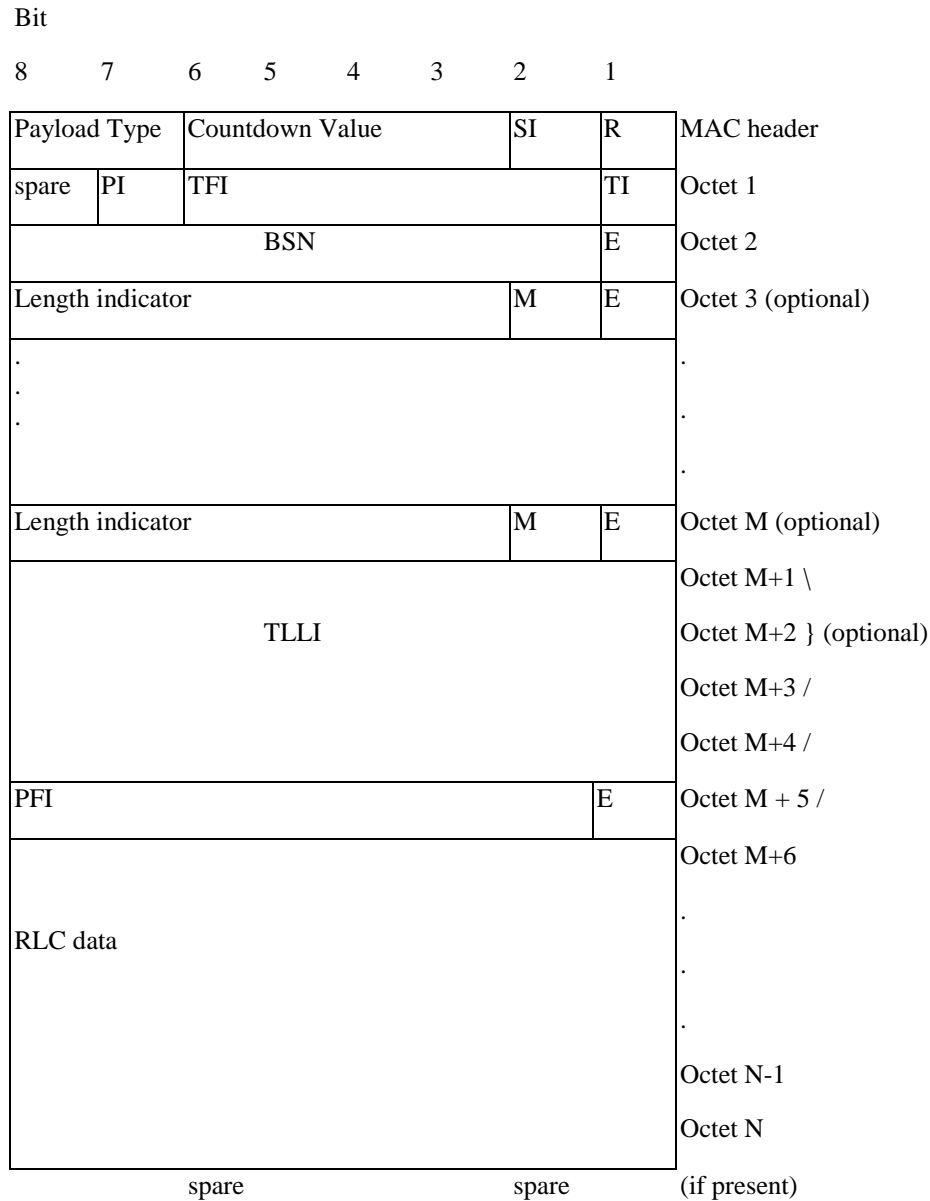 Bit
8 7 6 5 4 3 2 1
Payload Type Countdown Value SI R MAC header
spare PI TFI TI Octet 1
BSN E Octet 2
Length indicator M E Octet 3 (optional)
. .
.
. .
.
Length indicator M E Octet M (optional)
Octet M+1 \
TLLI Octet M+2 } (optional)
Octet M+3 /
Octet M+4 /
PFI E Octet M + 5 /
Octet M+6
.
RLC data
.
.
Octet N-1
Octet N
spare spare (if present)